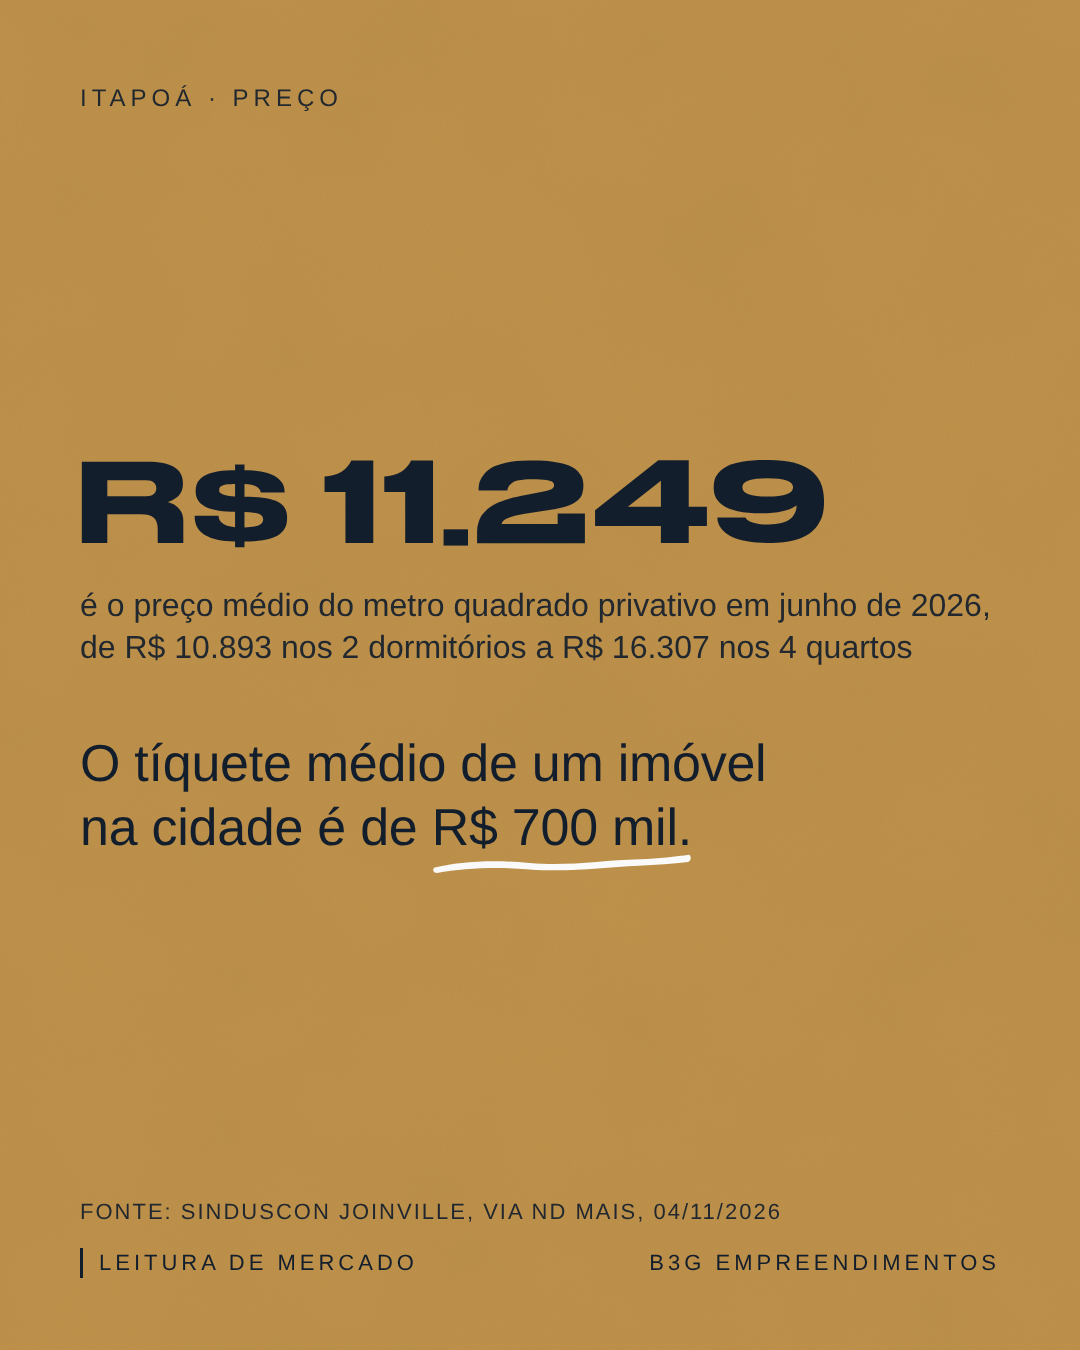 ITAPOÁ · PREÇO
R$ 11.249
é o preço médio do metro quadrado privativo em junho de 2026,
de R$ 10.893 nos 2 dormitórios a R$ 16.307 nos 4 quartos
O tíquete médio de um imóvel
na cidade é de R$ 700 mil.
FONTE: SINDUSCON JOINVILLE, VIA ND MAIS, 04/11/2026
LEITURA DE MERCADO
B3G EMPREENDIMENTOS